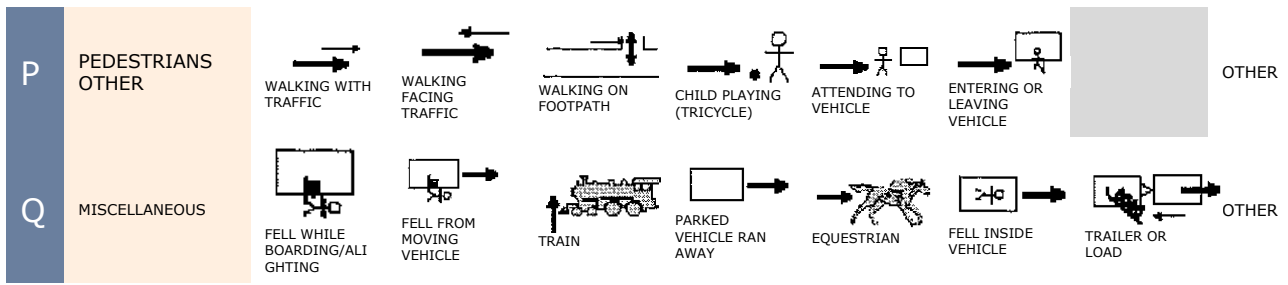 P
PEDESTRIANS
OTHER
WALKING WITH
TRAFFIC
WALKING
FACING
TRAFFIC
WALKING ON
FOOTPATH
CHILD PLAYING
(TRICYCLE)
ATTENDING TO
VEHICLE
ENTERING OR
LEAVING
VEHICLE
OTHER
Q
MISCELLANEOUS
FELL WHILE
BOARDING/ALI
GHTING
FELL FROM
MOVING
VEHICLE
TRAIN
PARKED
VEHICLE RAN
AWAY
EQUESTRIAN
FELL INSIDE
VEHICLE
TRAILER OR
LOAD
OTHER